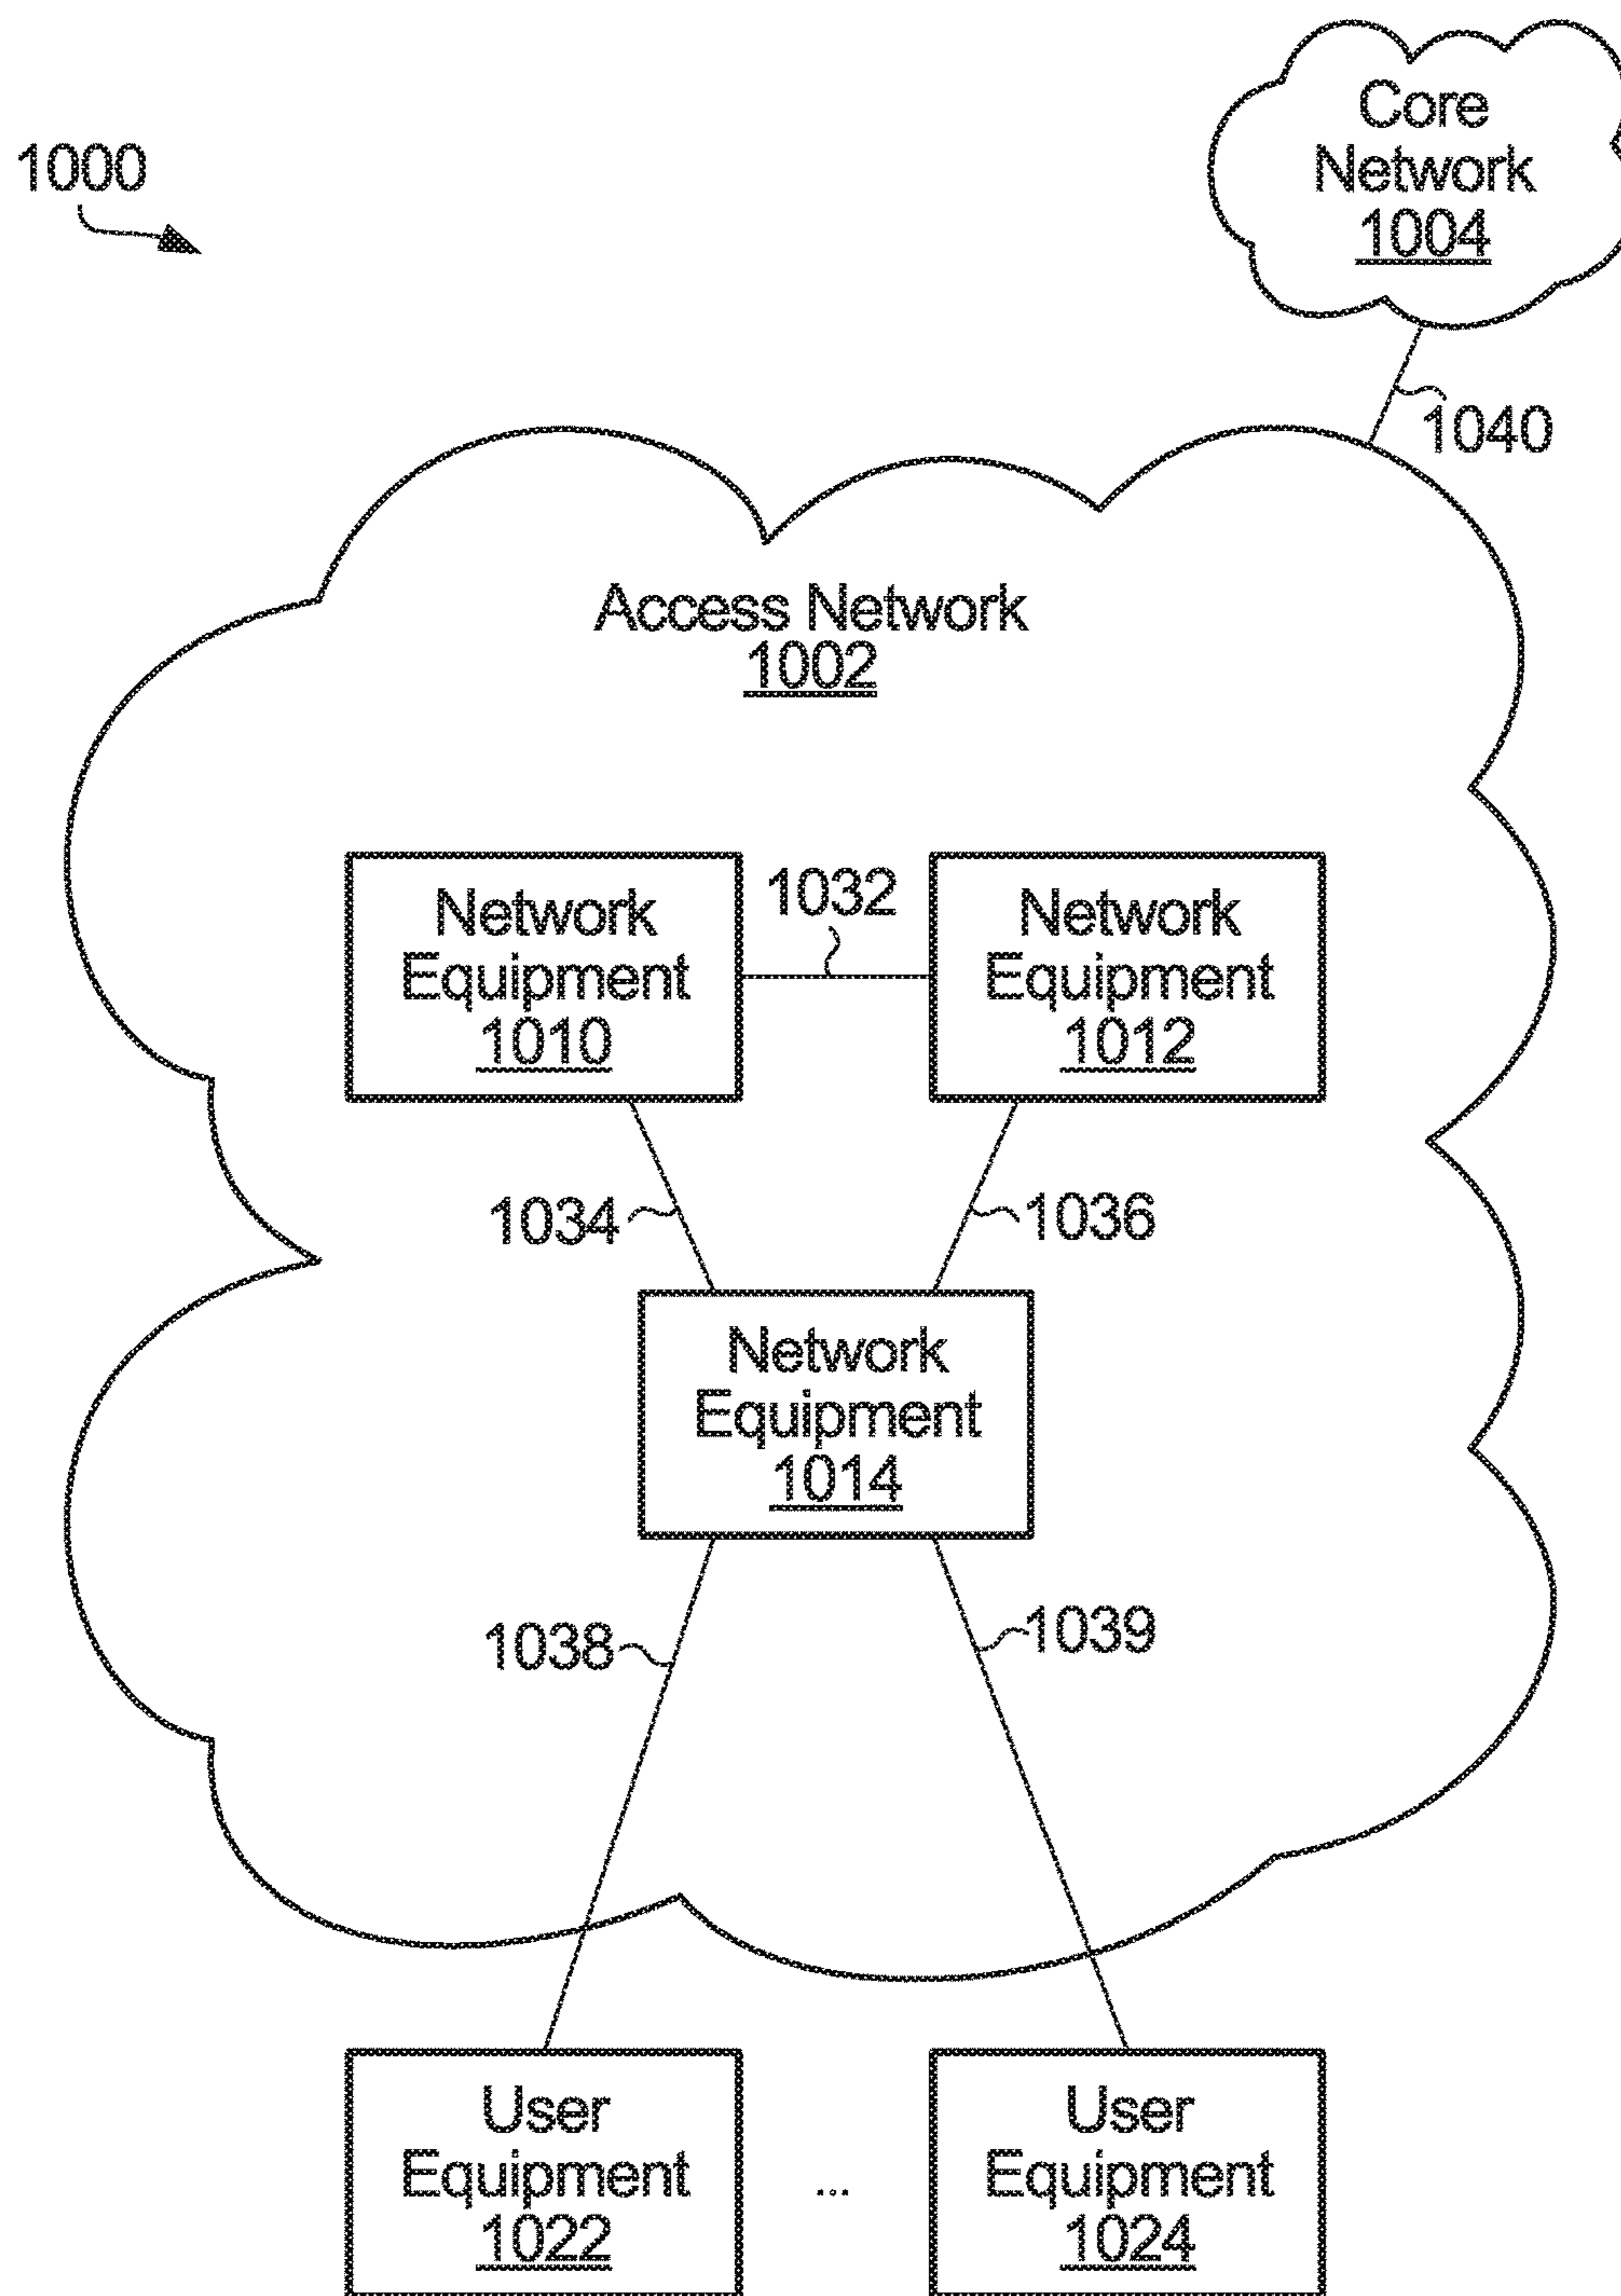 Core
Network
1004
1000
1040
Access Network
1002
Network
Equipment
1010
1032
Network
Equipment
1012
1034
1036
Network
Equipment
1014
1038
1039
User
Equipment
1022
...
User
Equipment
1024